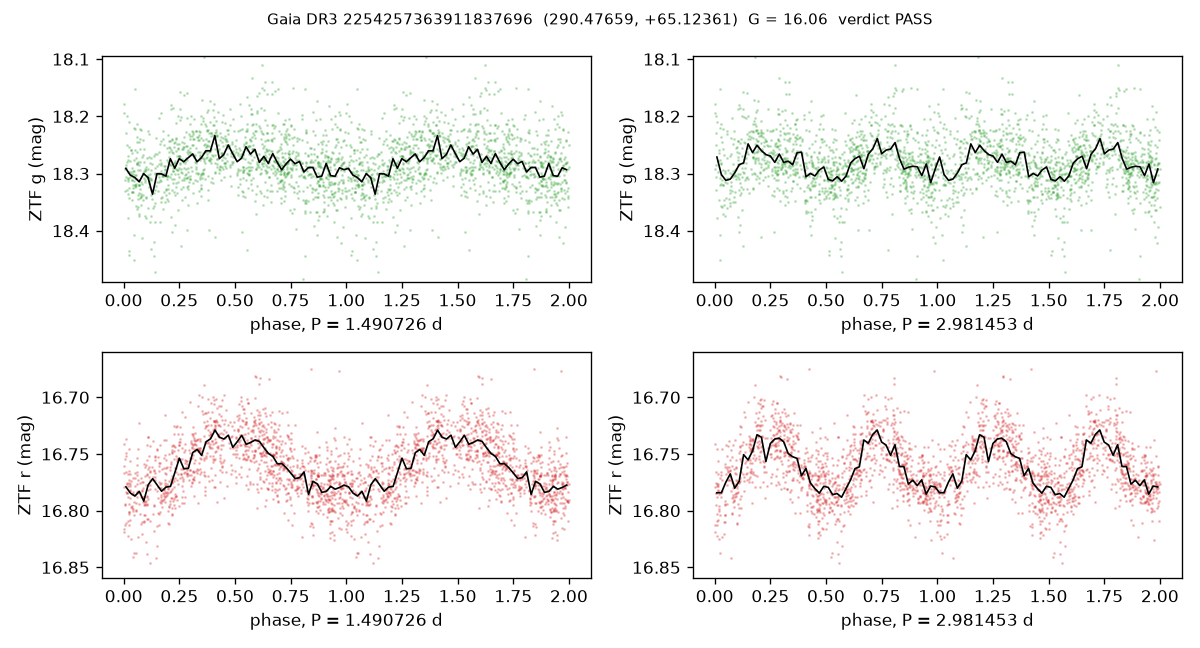 Gaia DR3 2254257363911837696 (290.47659, +65.12361) G = 16.06 verdict PASS
ZTF g (mag)
18.1
18.2
18.3
18.4
0.00 0.25 0.50 0.75 1.00 1.25 1.50 1.75 2.00
phase, P = 1.490726 d
ZTF g (mag)
18.1
18.2
18.3
18.4
0.00 0.25 0.50 0.75 1.00 1.25 1.50 1.75 2.00
phase, P = 2.981453 d
ZTF r (mag)
16.70
16.75
16.80
16.85
0.00 0.25 0.50 0.75 1.00 1.25 1.50 1.75 2.00
phase, P = 1.490726 d
ZTF r (mag)
16.70
16.75
16.80
16.85
0.00 0.25 0.50 0.75 1.00 1.25 1.50 1.75 2.00
phase, P = 2.981453 d